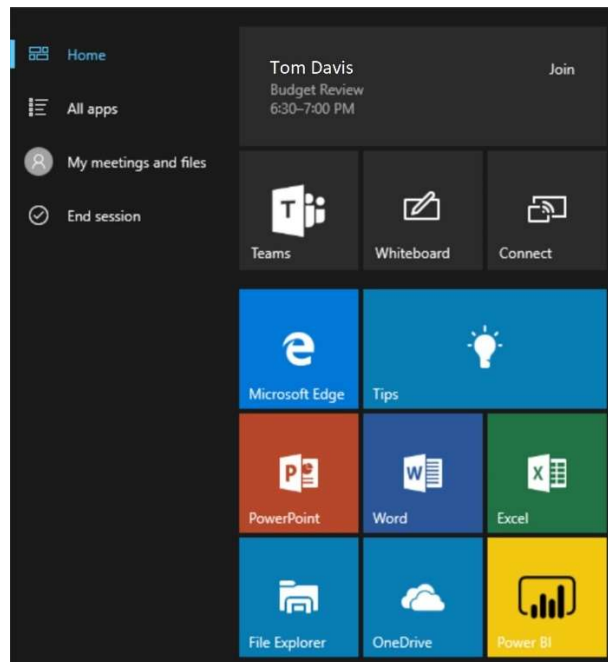 Home
All apps
My meetings and files
End session
Tom Davis
Join
Budget Review
6:30–7:00 PM
T
Teams
Whiteboard
Connect
Microsoft Edge
Tips
P
PowerPoint
W
Word
X
Excel
File Explorer
OneDrive
Power BI